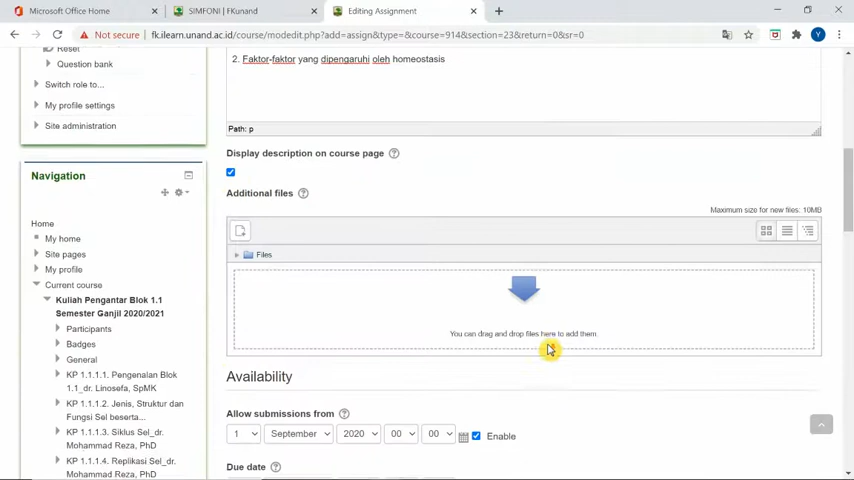 Microsoft Office Home
SIMFONI | FKunand
Editing Assignment
Not secure
fk.ilearn.unand.ac.id/course/modedit.php?add=assign&type=&course=914&section=23&return=0&sr=0
Y
Reset
Question bank
Switch role to...
My profile settings
Site administration
Navigation
Home
My home
Site pages
My profile
Current course
Kuliah Pengantar Blok 1.1
Semester Ganjil 2020/2021
Participants
Badges
General
KP 1.1.1.1. Pengenalan Blok
1.1_dr. Linosefa, SpMK
KP 1.1.1.2. Jenis, Struktur dan
Fungsi Sel beserta...
KP 1.1.1.3. Siklus Sel_dr.
Mohammad Reza, PhD
KP 1.1.1.4. Replikasi Sel_dr.
Mohammad Reza, PhD
2. Faktor-faktor yang dipengaruhi oleh homeostasis
Path: p
Display description on course page
Additional files
Maximum size for new files: 10MB
Files
You can drag and drop files here to add them.
Availability
Allow submissions from
1 September 2020 00 00 Enable
Due date